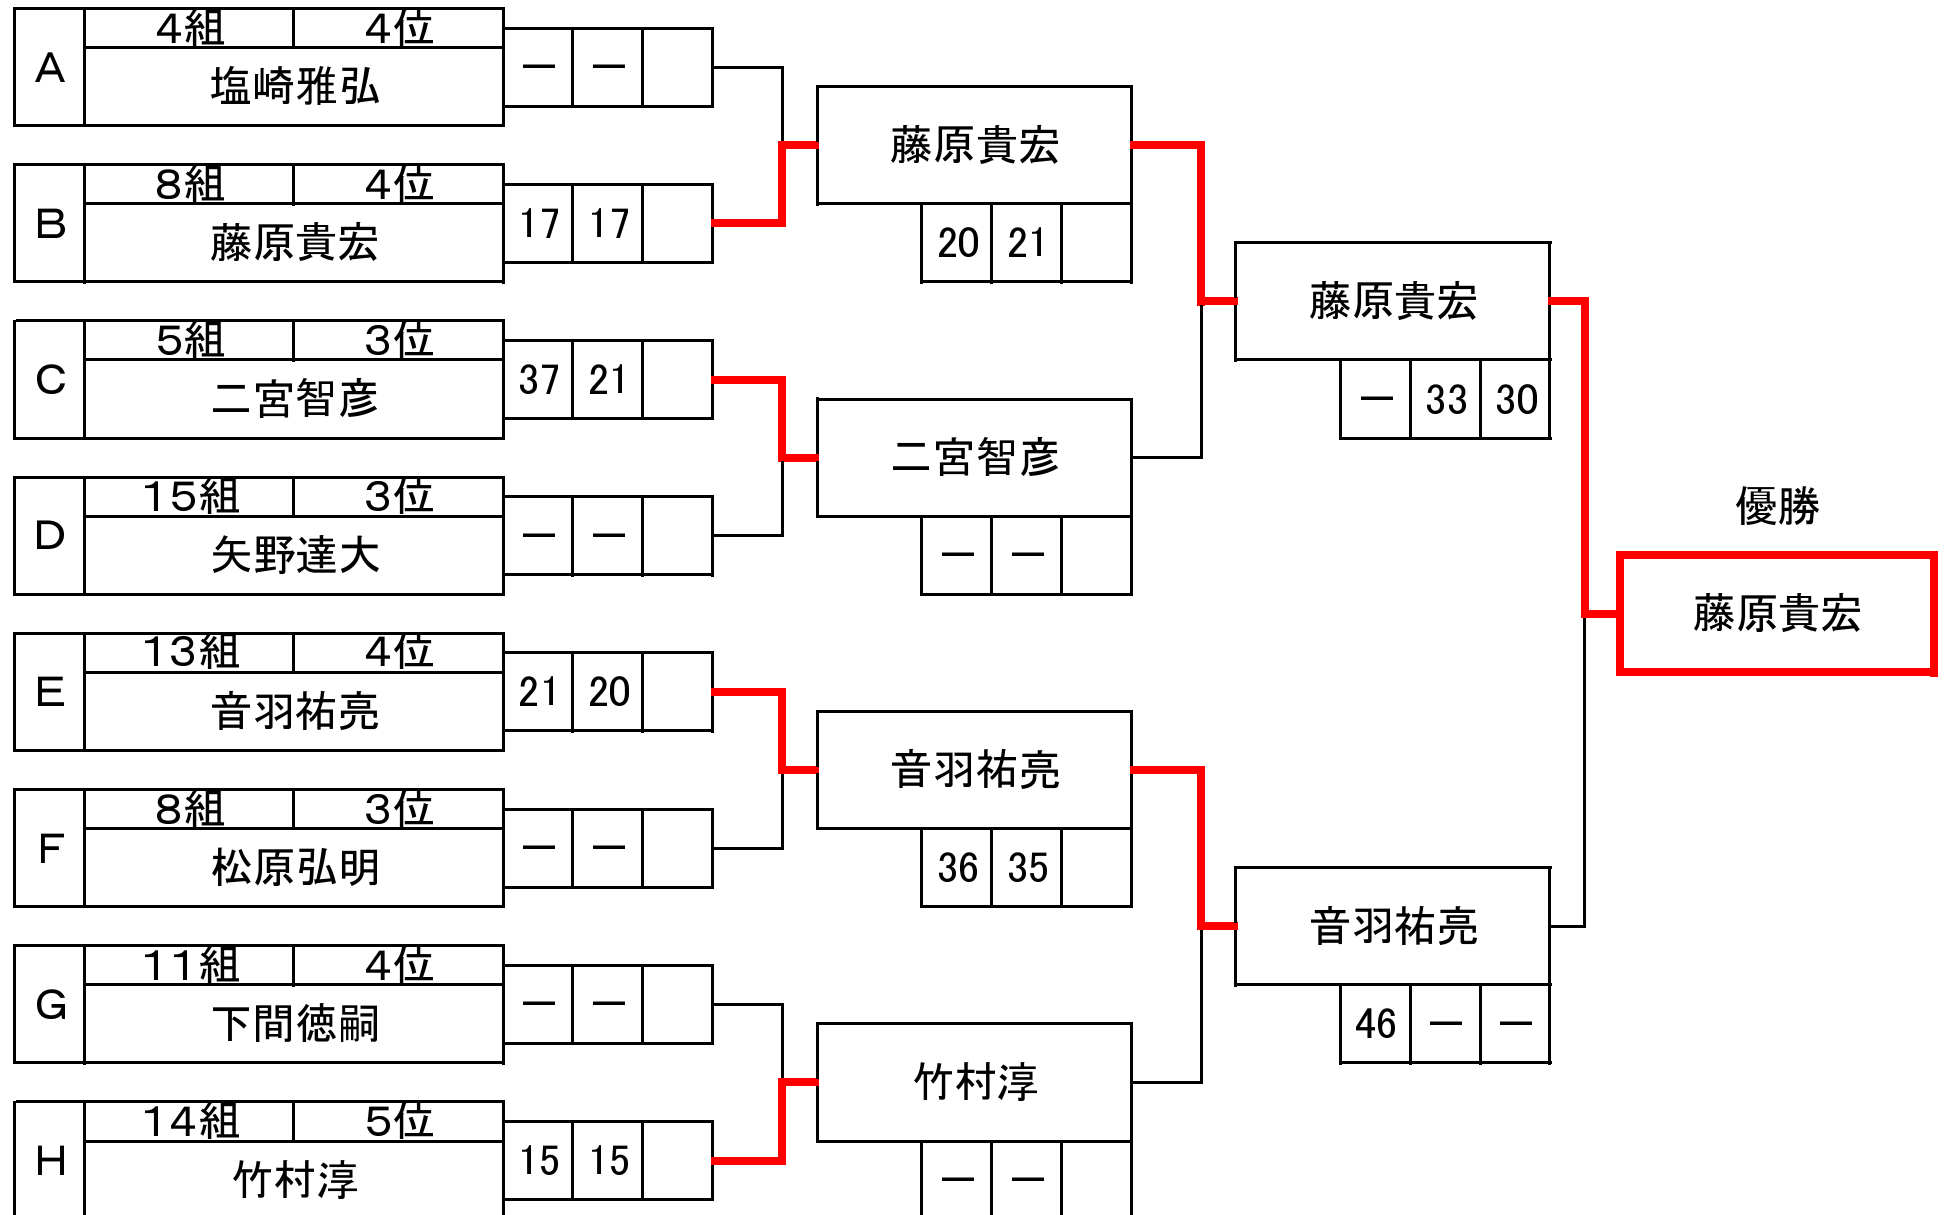 A 4組 4位 ー ー
塩崎雅弘
藤原貴宏
B 8組 4位 17 17
藤原貴宏
20 21
藤原貴宏
C 5組 3位 37 21
二宮智彦
ー 33 30
二宮智彦
優勝
D 15組 3位 ー ー
矢野達大
ー ー
藤原貴宏
E 13組 4位 21 20
音羽祐亮
音羽祐亮
F 8組 3位 ー ー
松原弘明
36 35
音羽祐亮
G 11組 4位 ー ー
下間徳嗣
46 ー ー
竹村淳
H 14組 5位 15 15
竹村淳
ー ー